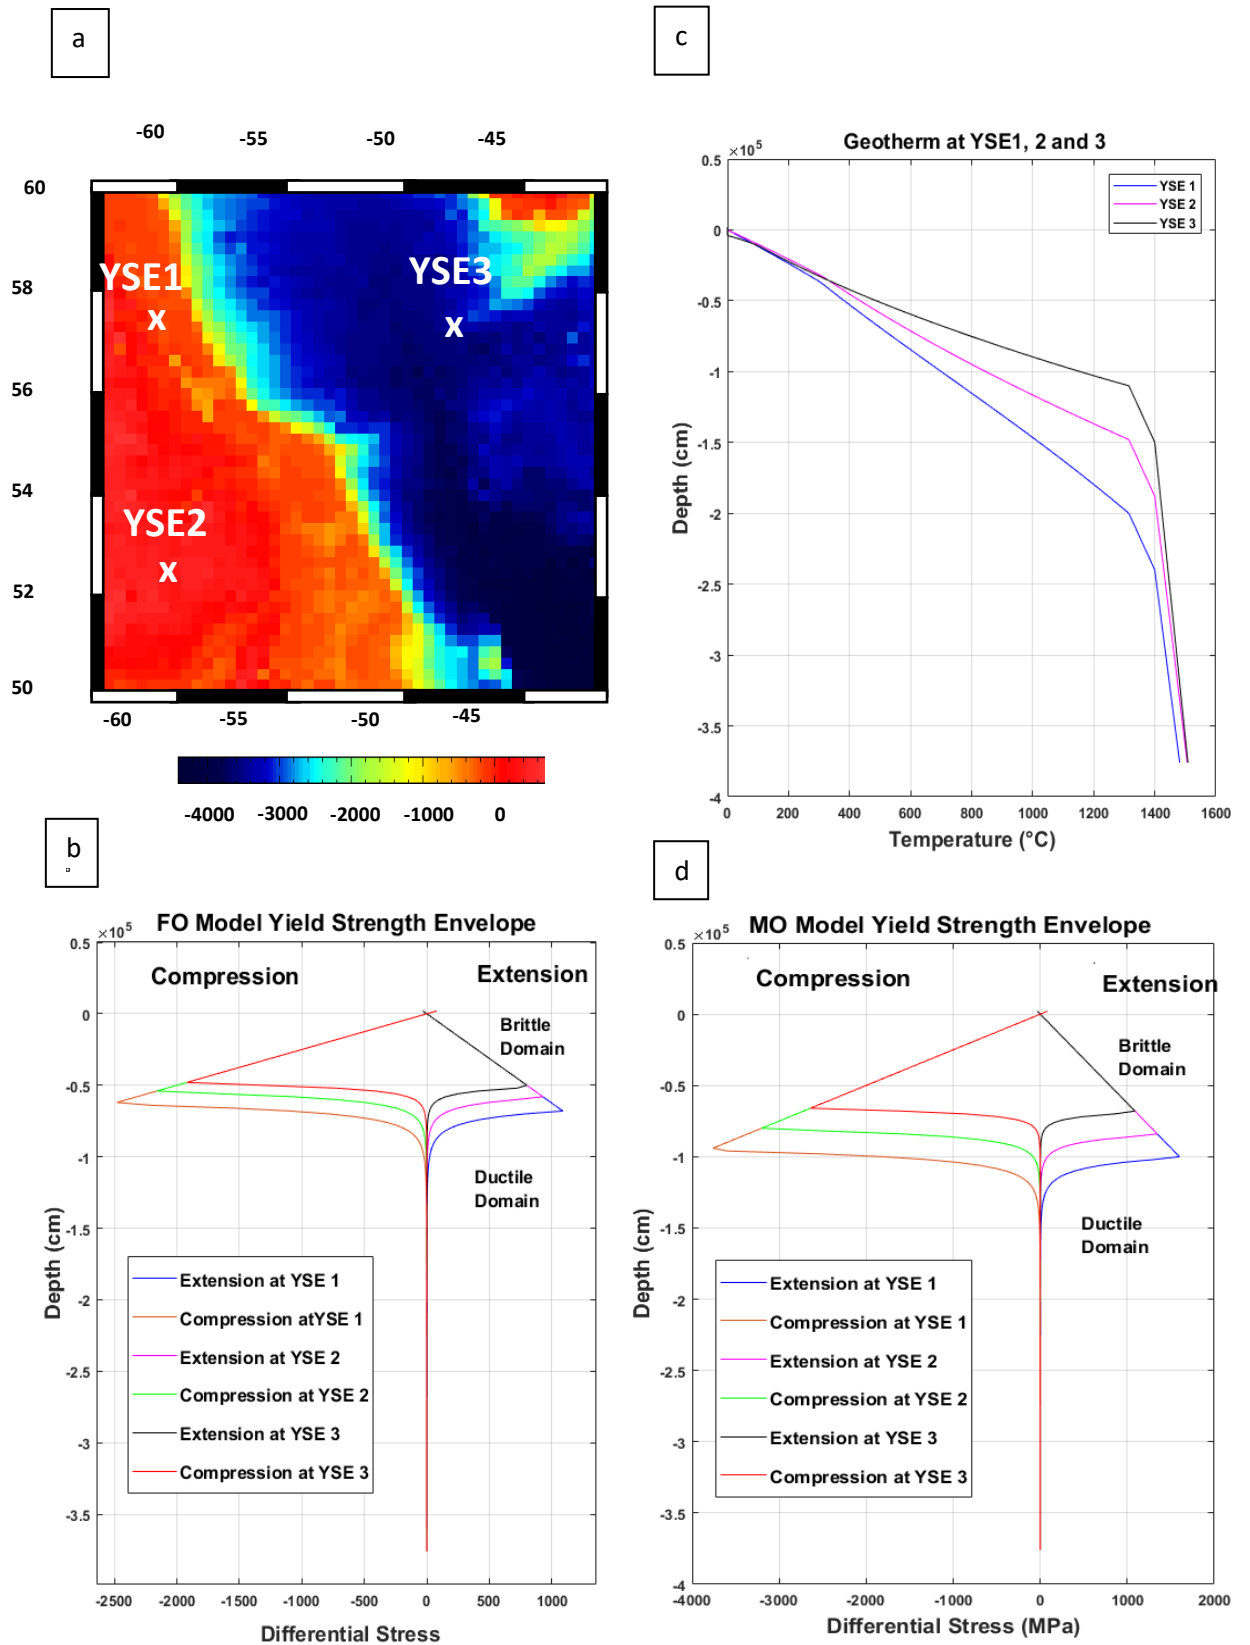 a
-60 -55 -50 -45
60
58
56
54
52
50
YSE1
YSE3
YSE2
x
x
x
-60 -55 -50 -45
-4000 -3000 -2000 -1000 0
c
Geotherm at YSE1, 2 and 3
×10⁵
YSE 1
YSE 2
YSE 3
0.5
0
-0.5
-1
-1.5
-2
-2.5
-3
-3.5
-4
Depth (cm)
0 200 400 600 800 1000 1200 1400 1600
Temperature (°C)
b
FO Model Yield Strength Envelope
×10⁵
Compression
Extension
Brittle
Domain
Ductile
Domain
0.5
0
-0.5
-1
-1.5
-2
-2.5
-3
-3.5
Depth (cm)
Extension at YSE 1
Compression atYSE 1
Extension at YSE 2
Compression at YSE 2
Extension at YSE 3
Compression at YSE 3
-2500 -2000 -1500 -1000 -500 0 500 1000
Differential Stress
d
MO Model Yield Strength Envelope
×10⁵
Compression
Extension
Brittle
Domain
Ductile
Domain
0.5
0
-0.5
-1
-1.5
-2
-2.5
-3
-3.5
-4
Depth (cm)
Extension at YSE 1
Compression at YSE 1
Extension at YSE 2
Compression at YSE 2
Extension at YSE 3
Compression at YSE 3
-4000 -3000 -2000 -1000 0 1000 2000
Differential Stress (MPa)